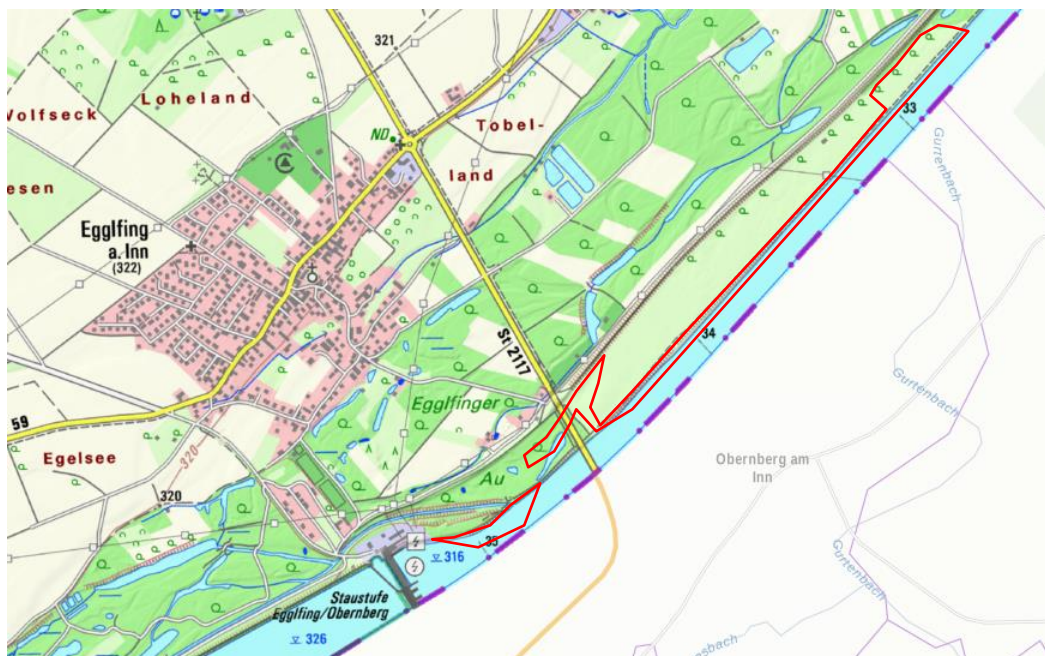 321
Loheland
Wolfseck
ND
Tobel-
33
Gurtenbach
esen
land
Egglfing
a. Inn
(322)
St 2117
34
Gurtenbach
Egglfinger
59
Egelsee
320
Au
Obernberg am
Inn
320
35
316
Gurtenbach
Staustufe
Egglfing/Obernberg
326
sbach